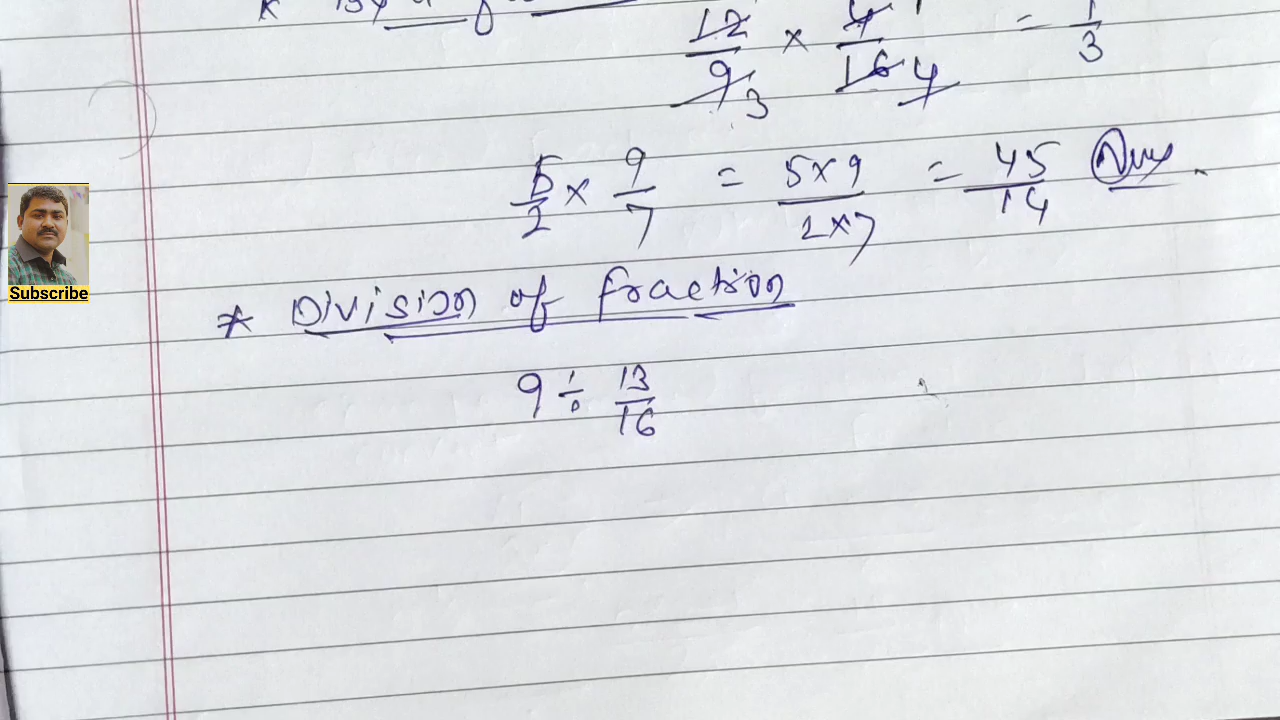 12/9 3 × 4/16 4 1 = 1/3
5/2 × 9/7 = 5×9/2×7 = 45/14 Ans.
Subscribe
* Division of fraction
9 ÷ 13/16